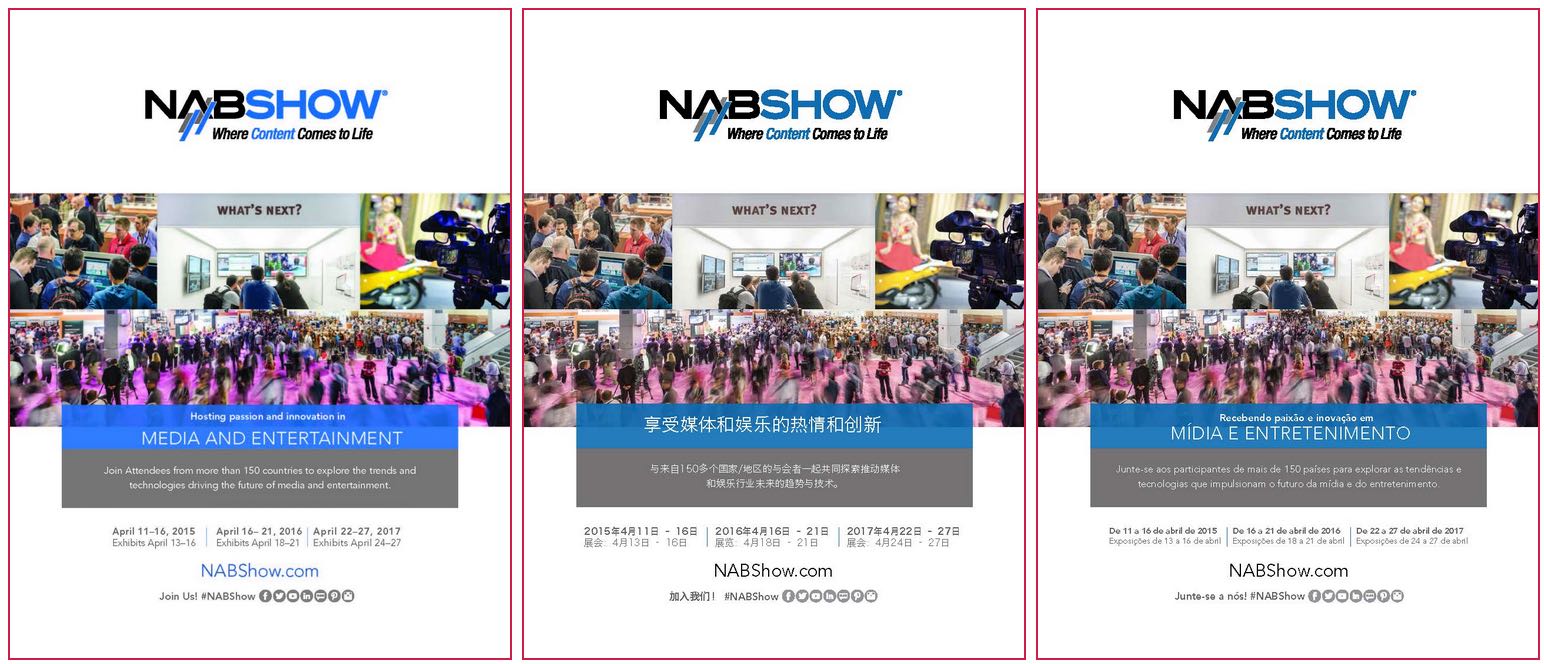 NABSHOW®
Where Content Comes to Life
WHAT'S NEXT?
Hosting passion and innovation in
MEDIA AND ENTERTAINMENT
Join Attendees from more than 150 countries to explore the trends and
technologies driving the future of media and entertainment.
April 11–16, 2015
Exhibits April 13–16
April 16– 21, 2016
Exhibits April 18–21
April 22–27, 2017
Exhibits April 24–27
NABShow.com
Join Us! #NABShow
NABSHOW®
Where Content Comes to Life
WHAT'S NEXT?
享受媒体和娱乐的热情和创新
与来自150多个国家/地区的与会者一起共同探索推动媒体
和娱乐行业未来的趋势与技术。
2015年4月11日 - 16日
展会: 4月13日 - 16日
2016年4月16日 - 21日
展览: 4月18日 - 21日
2017年4月22日 - 27日
展会: 4月24日 - 27日
NABShow.com
加入我们! #NABShow
NABSHOW®
Where Content Comes to Life
WHAT'S NEXT?
Recebendo paixão e inovação em
MÍDIA E ENTRETENIMENTO
Junte-se aos participantes de mais de 150 países para explorar as tendências e
tecnologias que impulsionam o futuro da mídia e do entretenimento.
De 11 a 16 de abril de 2015
Exposições de 13 a 16 de abril
De 16 a 21 de abril de 2016
Exposições de 18 a 21 de abril
De 22 a 27 de abril de 2017
Exposições de 24 a 27 de abril
NABShow.com
Junte-se a nós! #NABShow